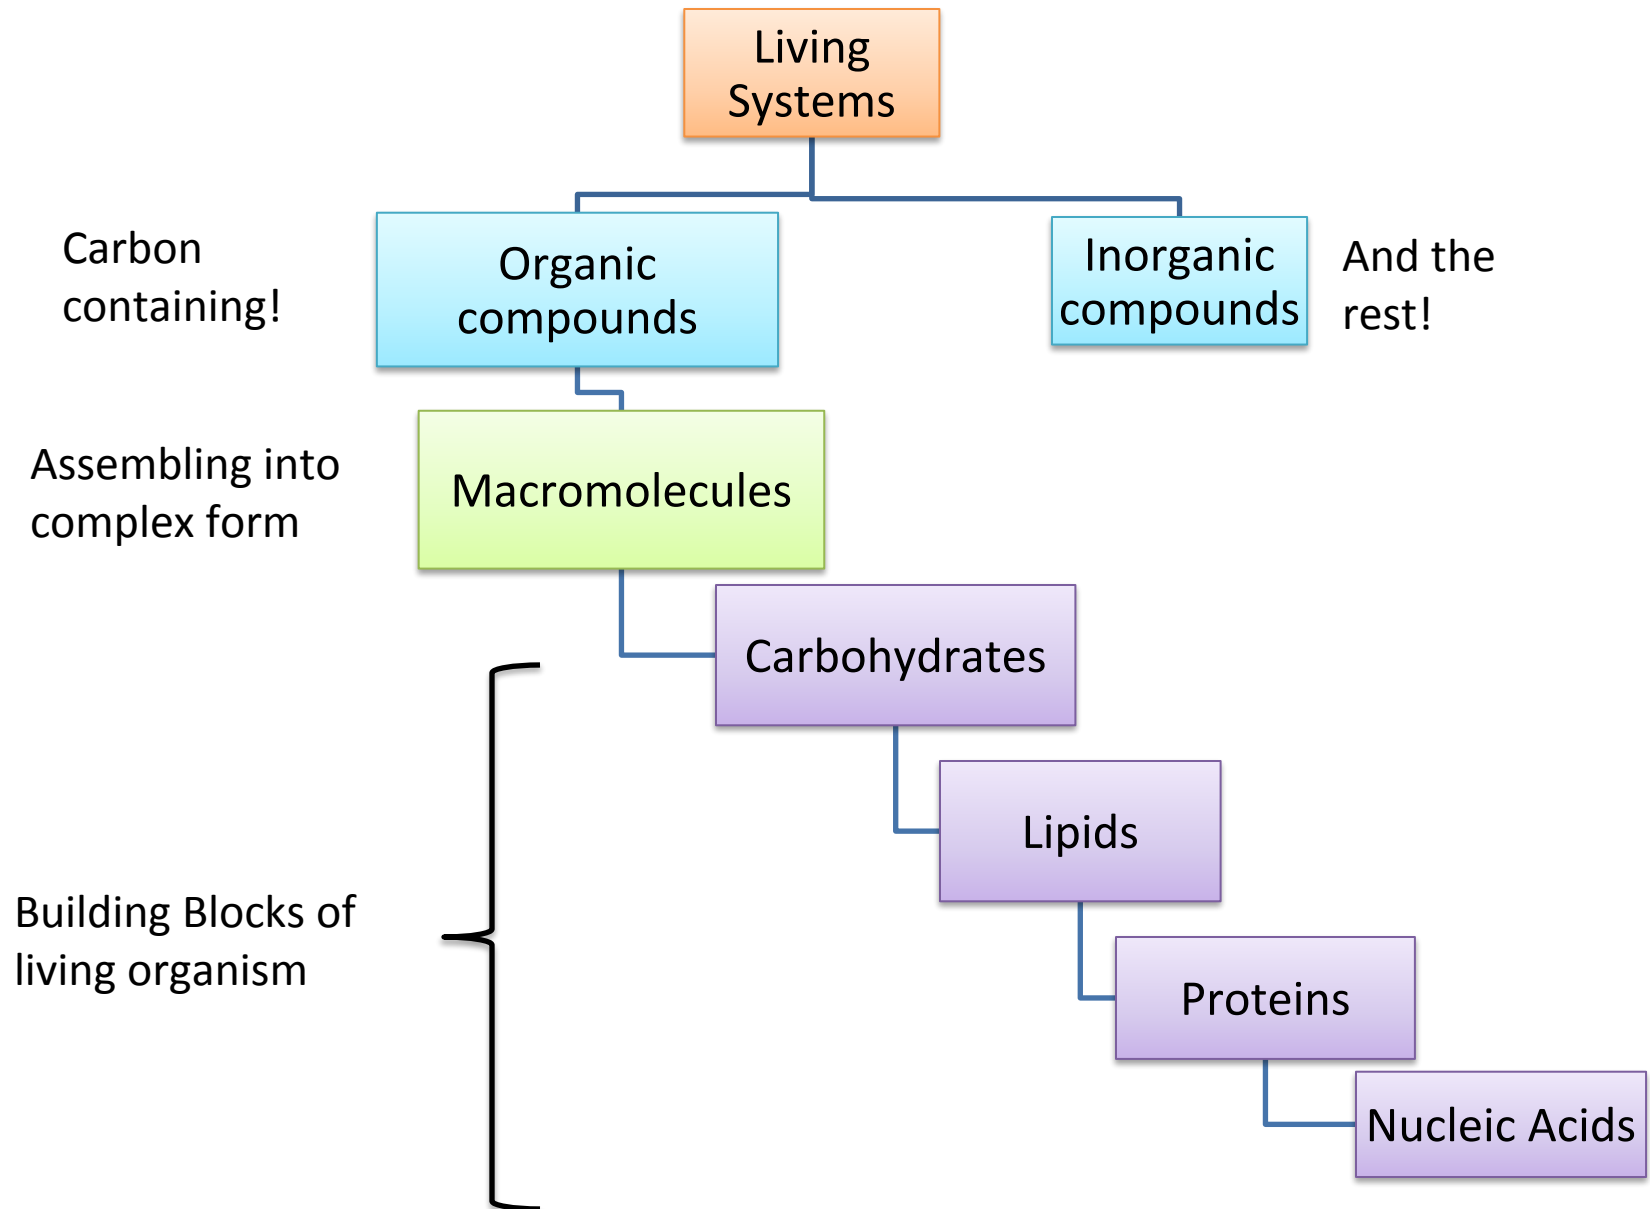 Living
Systems
Carbon
containing!
Organic
compounds
Inorganic
compounds
And the
rest!
Assembling into
complex form
Macromolecules
Carbohydrates
Lipids
Building Blocks of
living organism
Proteins
Nucleic Acids